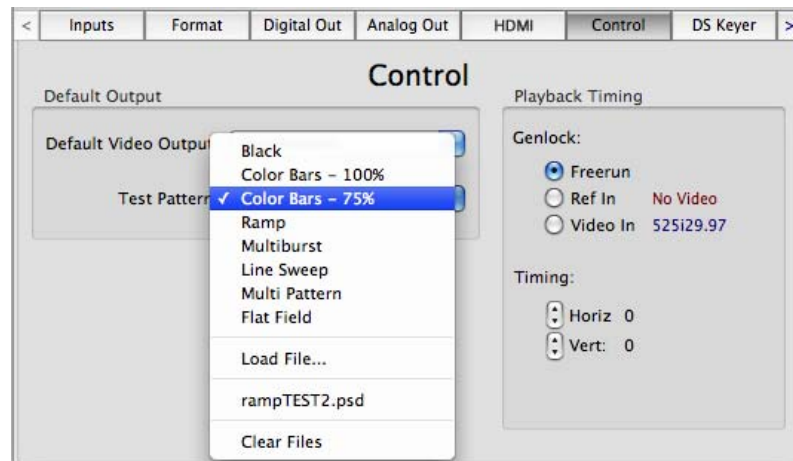 < Inputs Format Digital Out Analog Out HDMI Control DS Keyer >
Control
Default Output
Default Video Output
Test Pattern
Black
Color Bars – 100%
✓ Color Bars – 75%
Ramp
Multiburst
Line Sweep
Multi Pattern
Flat Field
Load File...
rampTEST2.psd
Clear Files
Playback Timing
Genlock:
Freerun
Ref In No Video
Video In 525i29.97
Timing:
Horiz 0
Vert: 0